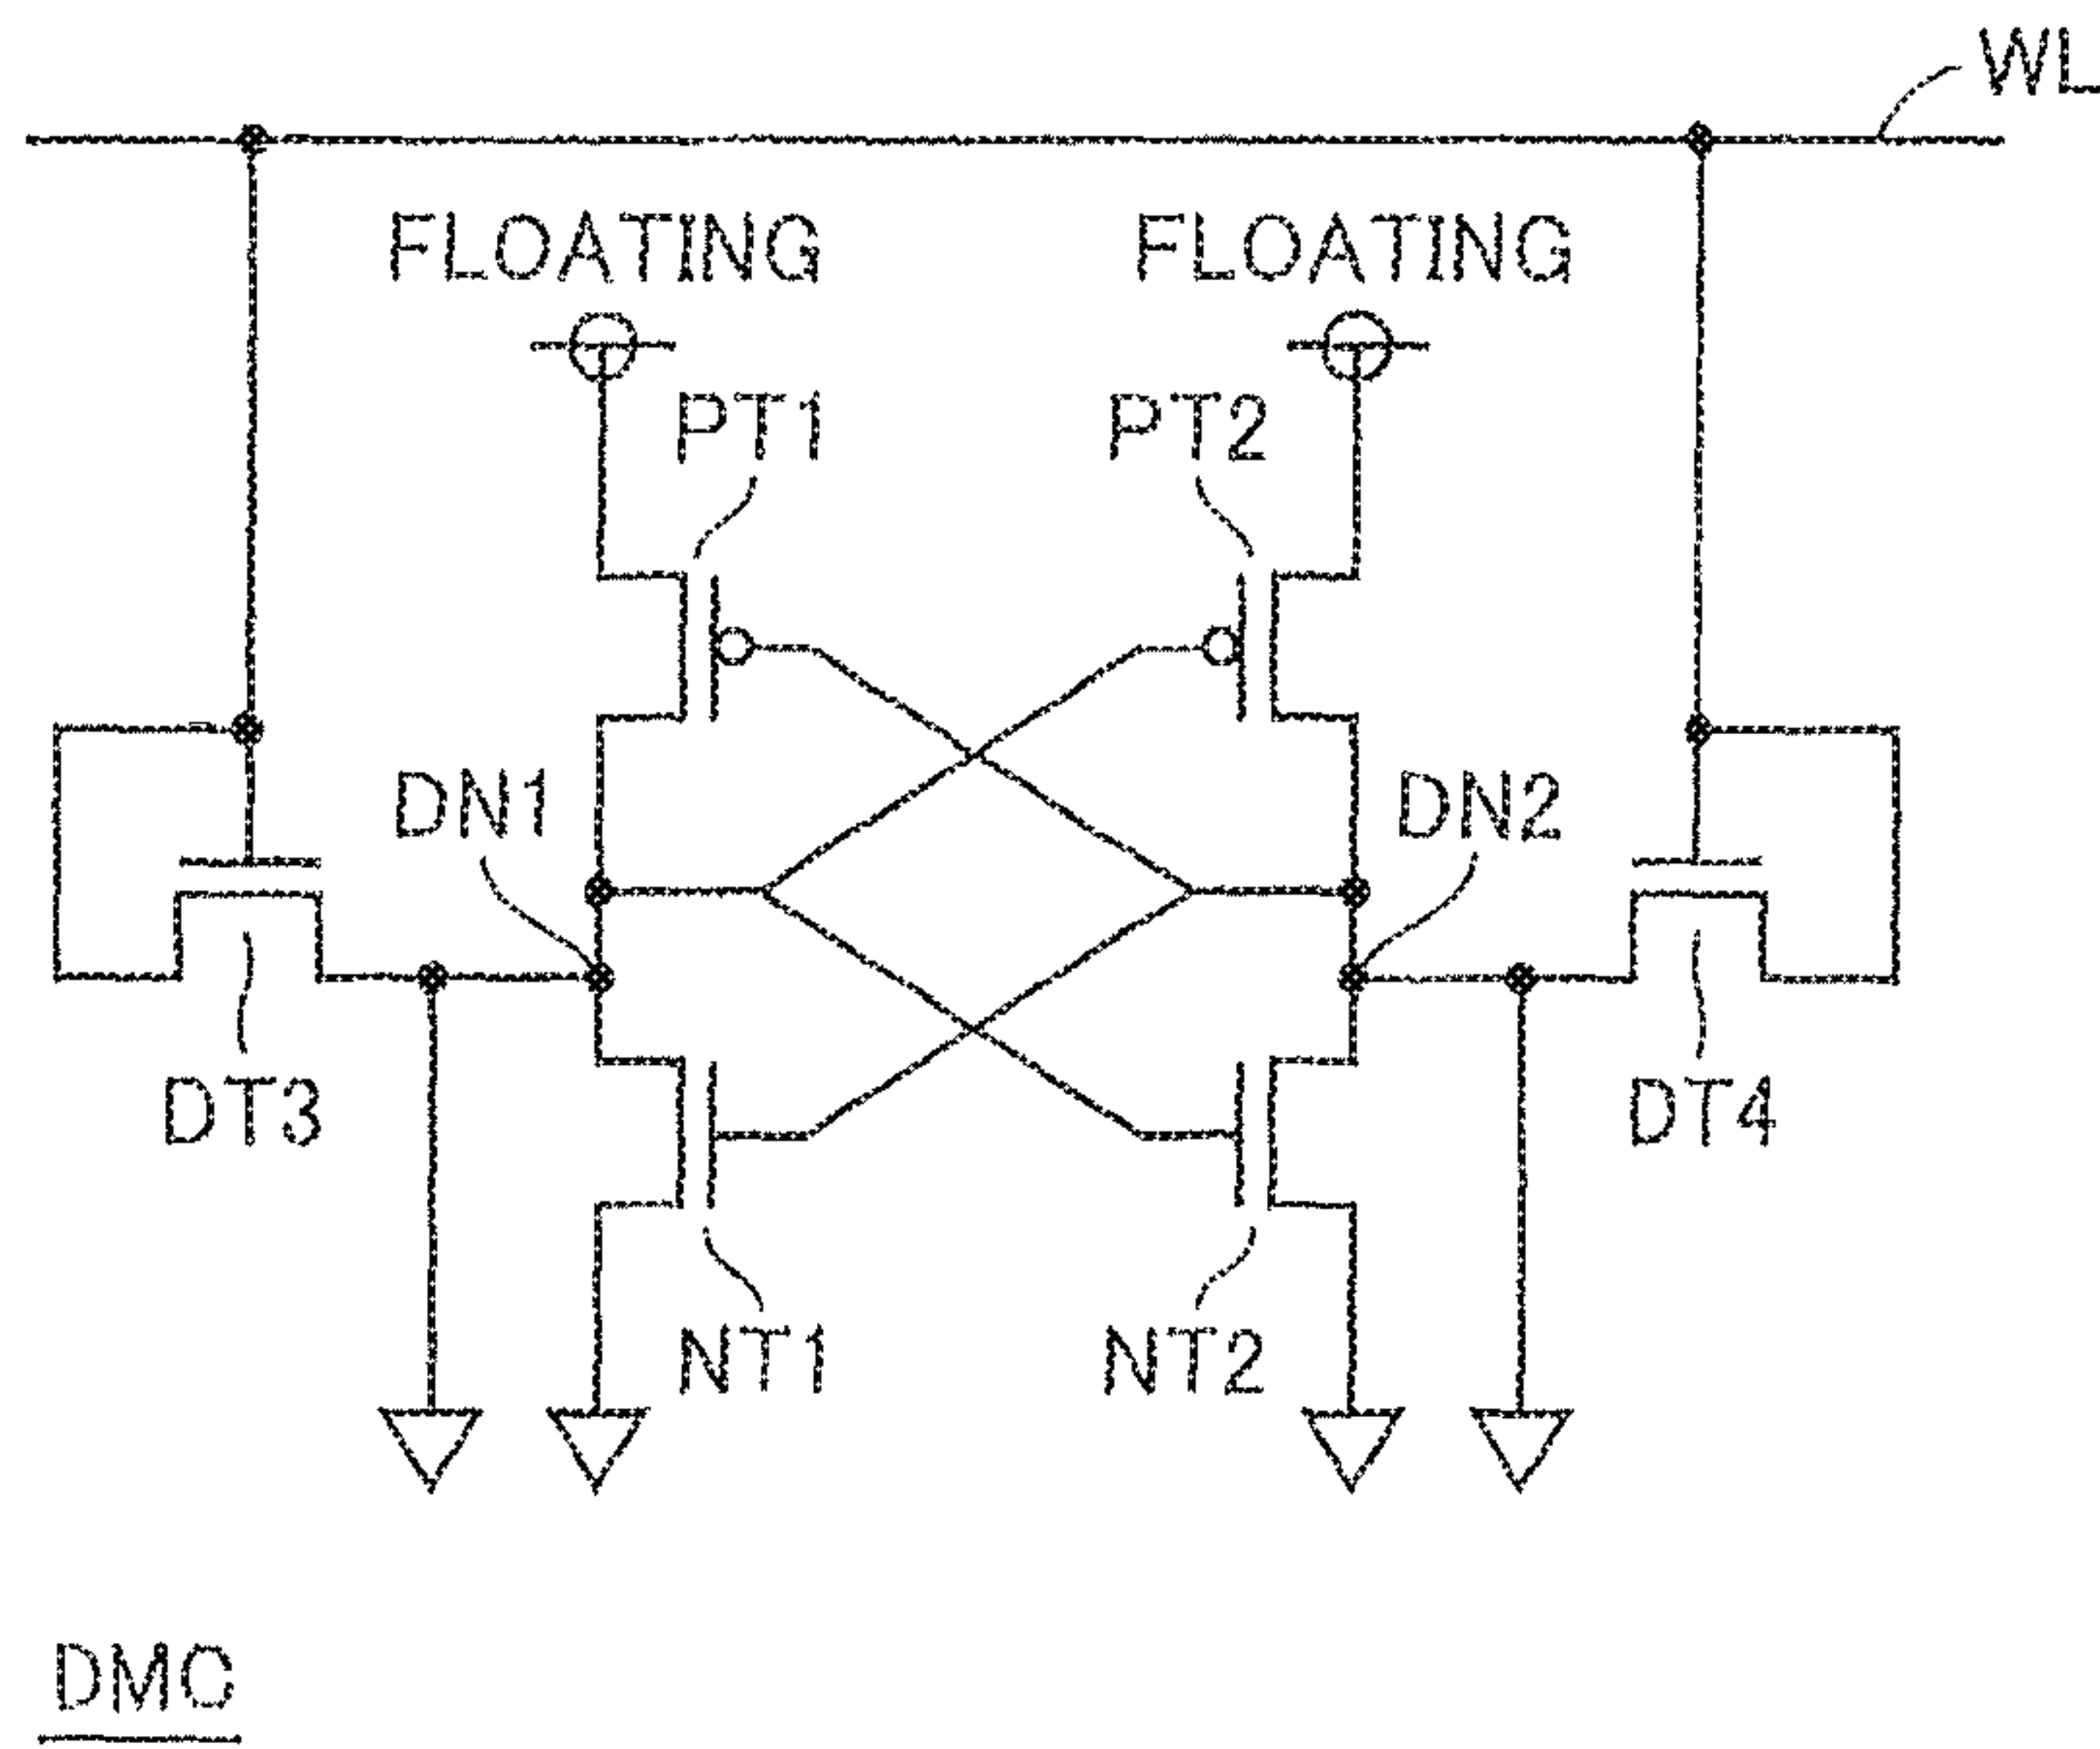 WL
FLOATING
FLOATING
PT1
PT2
DN1
DN2
DT3
DT4
NT1
NT2
DMC